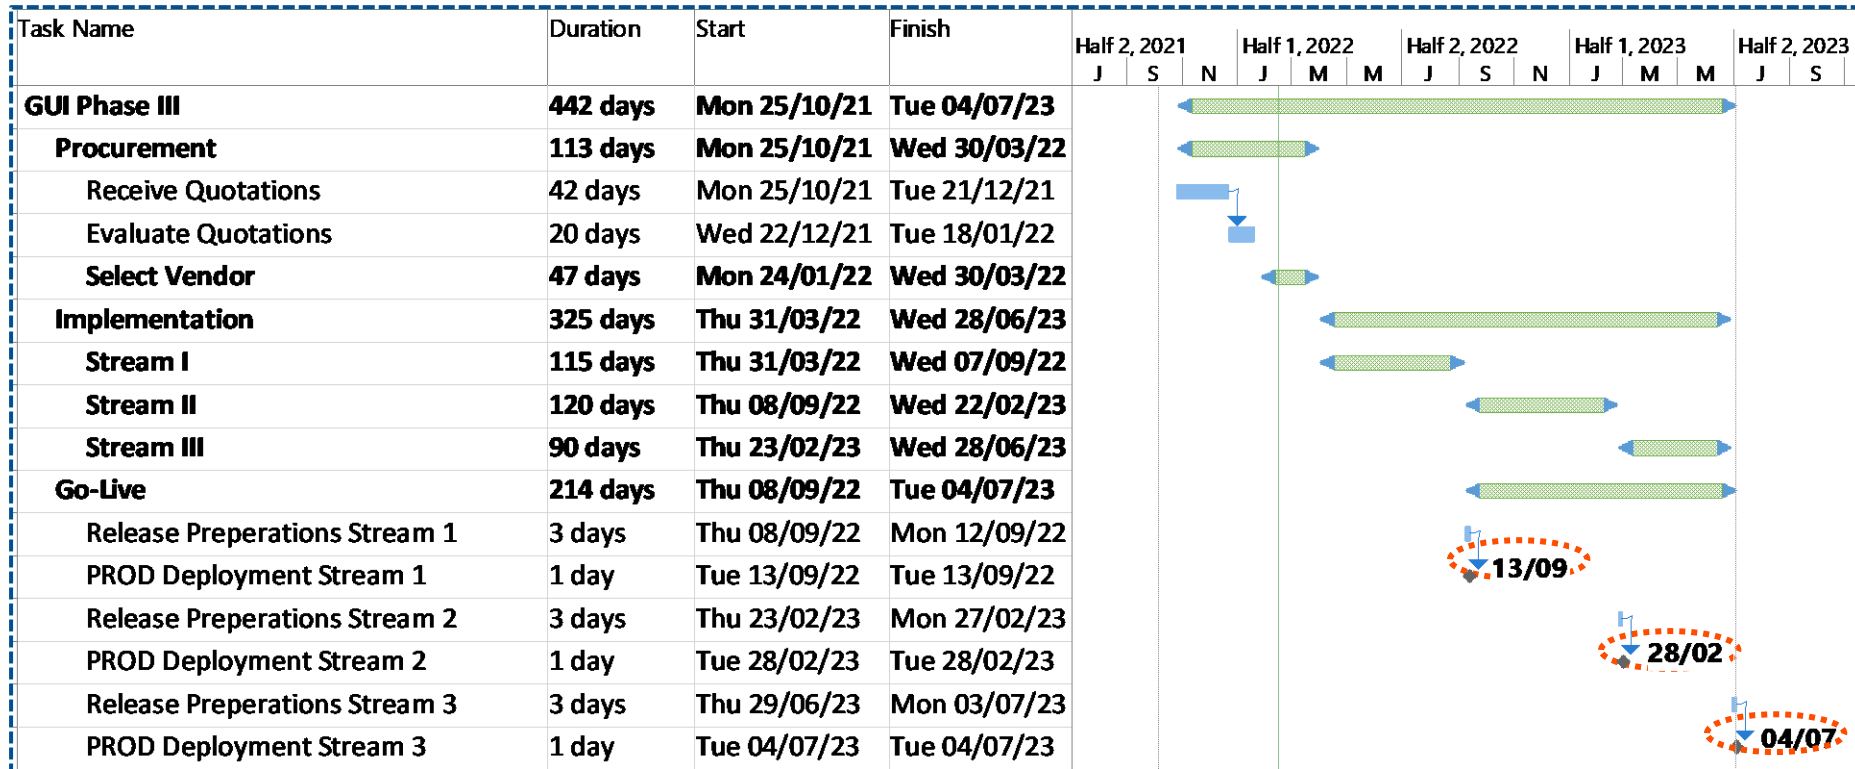 Task Name Duration Start Finish
Half 2, 2021 Half 1, 2022 Half 2, 2022 Half 1, 2023 Half 2, 2023
J S N J M M J S N J M M J S
GUI Phase III 442 days Mon 25/10/21 Tue 04/07/23
Procurement 113 days Mon 25/10/21 Wed 30/03/22
Receive Quotations 42 days Mon 25/10/21 Tue 21/12/21
Evaluate Quotations 20 days Wed 22/12/21 Tue 18/01/22
Select Vendor 47 days Mon 24/01/22 Wed 30/03/22
Implementation 325 days Thu 31/03/22 Wed 28/06/23
Stream I 115 days Thu 31/03/22 Wed 07/09/22
Stream II 120 days Thu 08/09/22 Wed 22/02/23
Stream III 90 days Thu 23/02/23 Wed 28/06/23
Go-Live 214 days Thu 08/09/22 Tue 04/07/23
Release Preperations Stream 1 3 days Thu 08/09/22 Mon 12/09/22
PROD Deployment Stream 1 1 day Tue 13/09/22 Tue 13/09/22 13/09
Release Preperations Stream 2 3 days Thu 23/02/23 Mon 27/02/23
PROD Deployment Stream 2 1 day Tue 28/02/23 Tue 28/02/23 28/02
Release Preperations Stream 3 3 days Thu 29/06/23 Mon 03/07/23
PROD Deployment Stream 3 1 day Tue 04/07/23 Tue 04/07/23 04/07